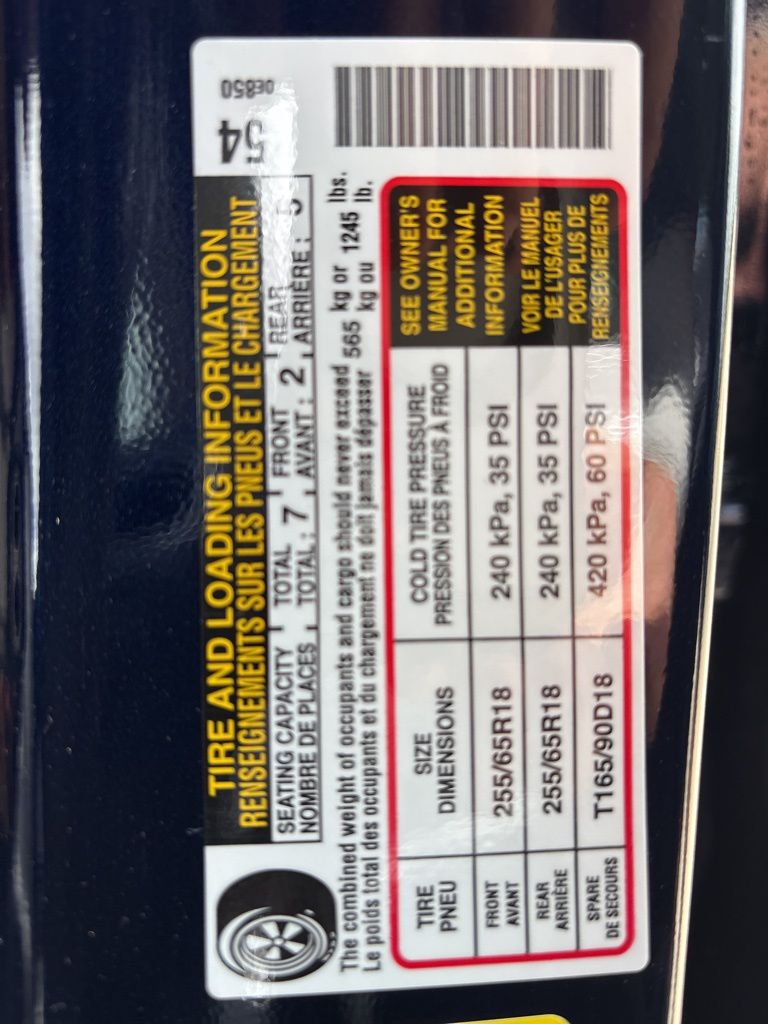 TIRE AND LOADING INFORMATION
RENSEIGNEMENTS SUR LES PNEUS ET LE CHARGEMENT
54
0E850
SEATING CAPACITY TOTAL FRONT REAR
NOMBRE DE PLACES TOTAL: 7 AVANT: 2 ARRIÈRE: 5
The combined weight of occupants and cargo should never exceed 565 kg or 1245 lbs.
Le poids total des occupants et du chargement ne doit jamais dépasser kg ou lb.
TIRE SIZE COLD TIRE PRESSURE
PNEU DIMENSIONS PRESSION DES PNEUS À FROID
FRONT
AVANT
255/65R18 240 kPa, 35 PSI
REAR
ARRIÈRE
255/65R18 240 kPa, 35 PSI
SPARE
DE SECOURS
T165/90D18 420 kPa, 60 PSI
SEE OWNER'S
MANUAL FOR
ADDITIONAL
INFORMATION
VOIR LE MANUEL
DE L'USAGER
POUR PLUS DE
RENSEIGNEMENTS